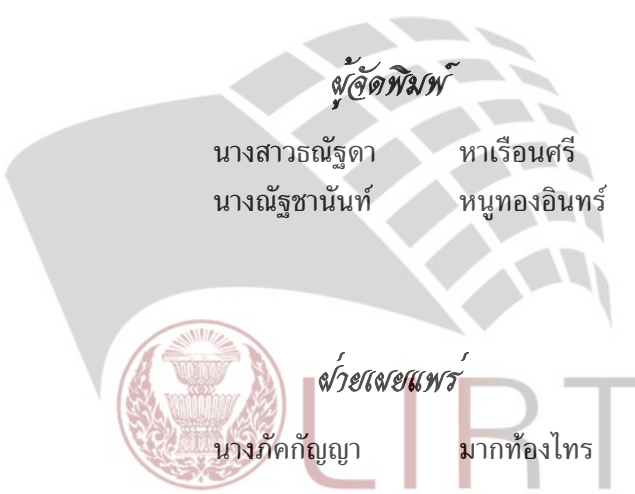 ผู้จัดพิมพ์
นางสาวธณัฐดา หาเรือนศรี
นางณัฐชานันท์ หนูทองอินทร์
ฝ่ายเผยแพร่
LIRT
นางภัคกัญญา มากท้องไทร